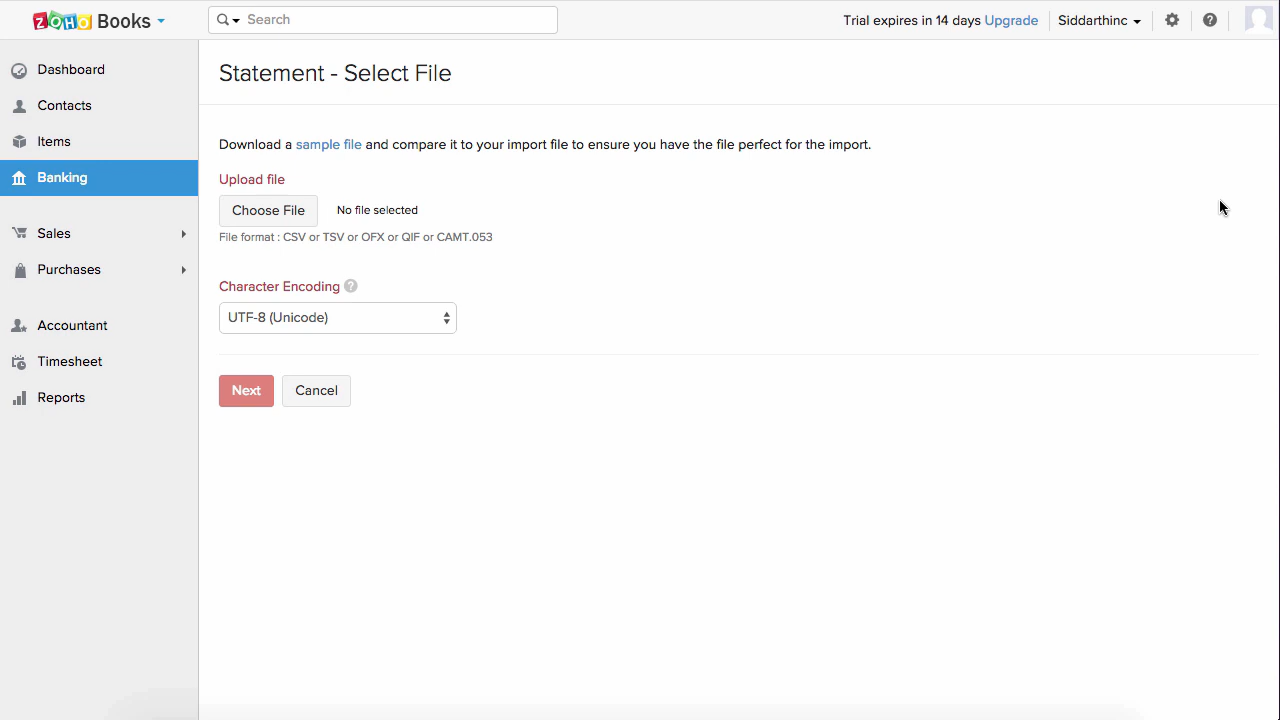 ZOHO Books
Search
Trial expires in 14 days Upgrade
Siddarthinc
Dashboard
Contacts
Items
Banking
Sales
Purchases
Accountant
Timesheet
Reports
Statement - Select File
Download a sample file and compare it to your import file to ensure you have the file perfect for the import.
Upload file
Choose File No file selected
File format : CSV or TSV or OFX or QIF or CAMT.053
Character Encoding ?
UTF-8 (Unicode)
Next Cancel